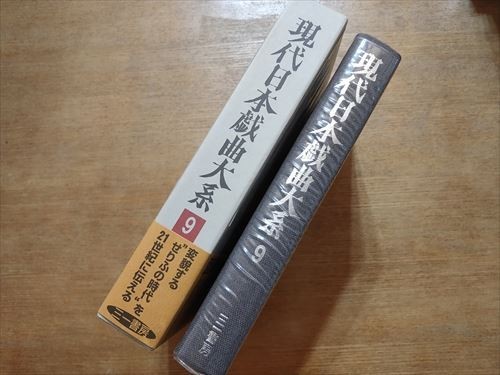 現代日本戯曲大系
9
"変貌する
せりふの時代"を
21世紀に伝える
三一書房
現代日本戯曲大系
9
三一書房